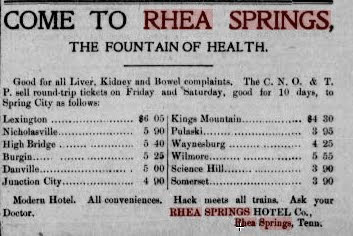 COME TO RHEA SPRINGS,
THE FOUNTAIN OF HEALTH.
Good for all Liver, Kidney and Bowel complaints. The C. N. O. & T.
P. sell round-trip tickets on Friday and Saturday, good for 10 days, to
Spring City as follows:
Lexington $6 05 Kings Mountain $4 30
Nicholasville 5 90 Pulaski 3 95
High Bridge 5 40 Waynesburg 4 25
Burgin 5 25 Wilmore 5 55
Danville 5 00 Science Hill 3 90
Junction City 4 90 Somerset 3 90
Modern Hotel. All conveniences. Hack meets all trains. Ask your
Doctor. RHEA SPRINGS HOTEL Co.,
Rhea Springs, Tenn.